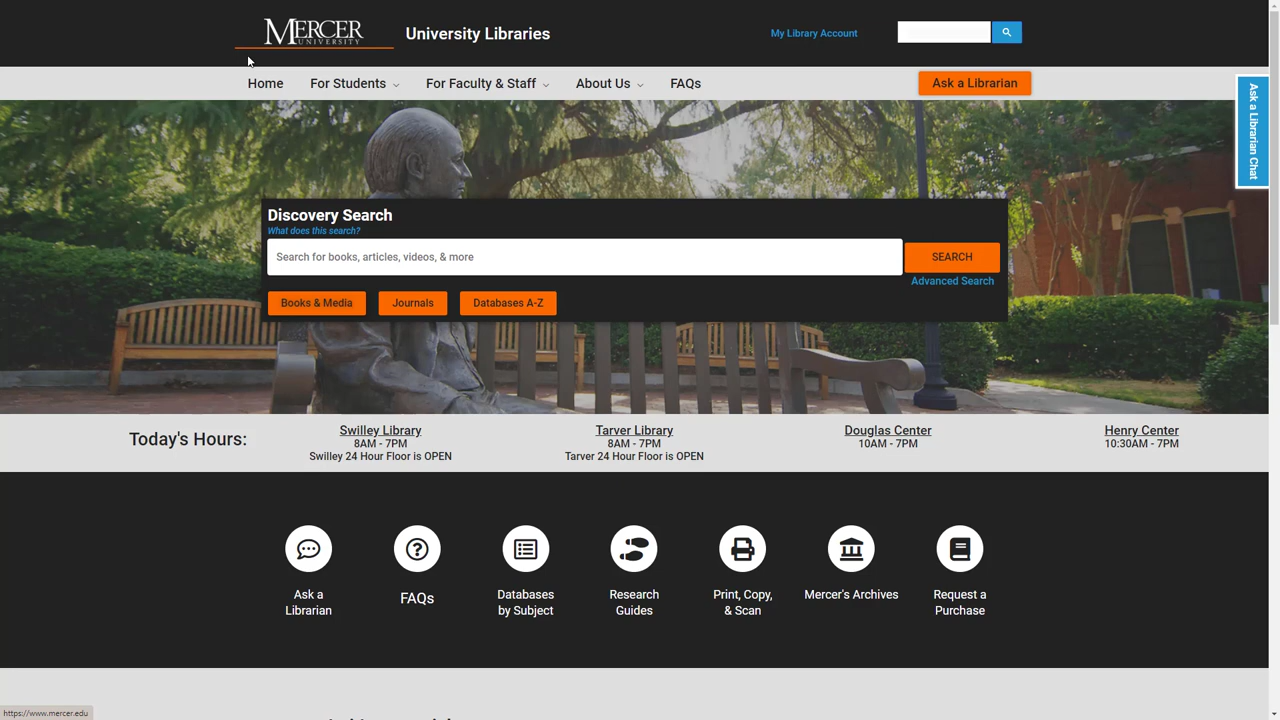 MERCER
UNIVERSITY
University Libraries
My Library Account
Home
For Students
For Faculty & Staff
About Us
FAQs
Ask a Librarian
Ask a Librarian Chat
Discovery Search
What does this search?
Search for books, articles, videos, & more
SEARCH
Advanced Search
Books & Media
Journals
Databases A-Z
Today's Hours:
Swilley Library
8AM - 7PM
Swilley 24 Hour Floor is OPEN
Tarver Library
8AM - 7PM
Tarver 24 Hour Floor is OPEN
Douglas Center
10AM - 7PM
Henry Center
10:30AM - 7PM
Ask a
Librarian
FAQs
Databases
by Subject
Research
Guides
Print, Copy,
& Scan
Mercer's Archives
Request a
Purchase
https://www.mercer.edu